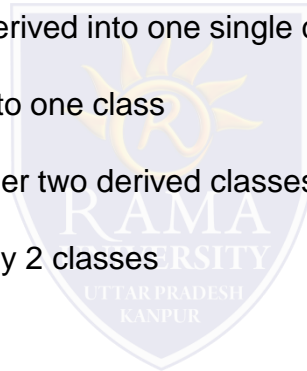 erived into one single
to one class
er two derived classes
y 2 classes
RAMA
UNIVERSITY
UTTAR PRADESH
KANPUR